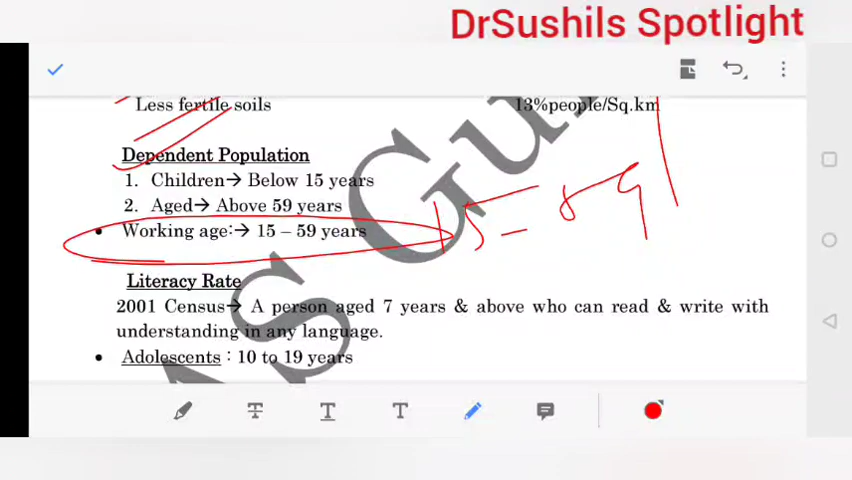 DrSushils Spotlight
Less fertile soils 13%people/Sq.km
Dependent Population
1. Children→ Below 15 years
2. Aged→ Above 59 years
• Working age:→ 15 – 59 years
15 =
Literacy Rate
2001 Census→ A person aged 7 years & above who can read & write with
understanding in any language.
• Adolescents : 10 to 19 years